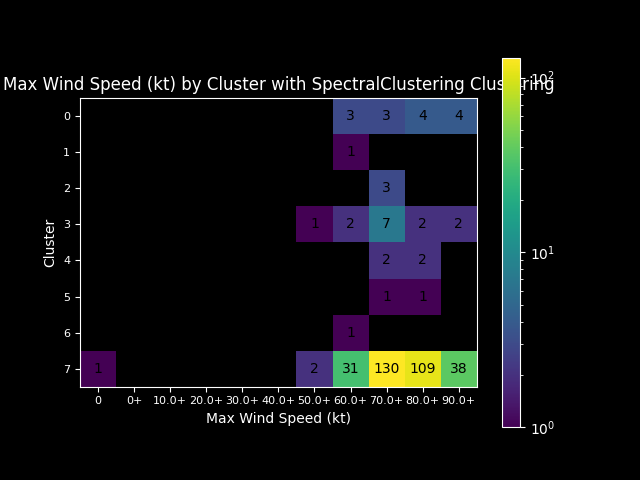 Max Wind Speed (kt) by Cluster with SpectralClustering Clustering
10²
0 3 3 4 4
1 1
2 3
3 1 2 7 2 2
10¹
4 2 2
5 1 1
6 1
7 1 2 31 130 109 38
10⁰
0 0+ 10.0+ 20.0+ 30.0+ 40.0+ 50.0+ 60.0+ 70.0+ 80.0+ 90.0+
Max Wind Speed (kt)
Cluster